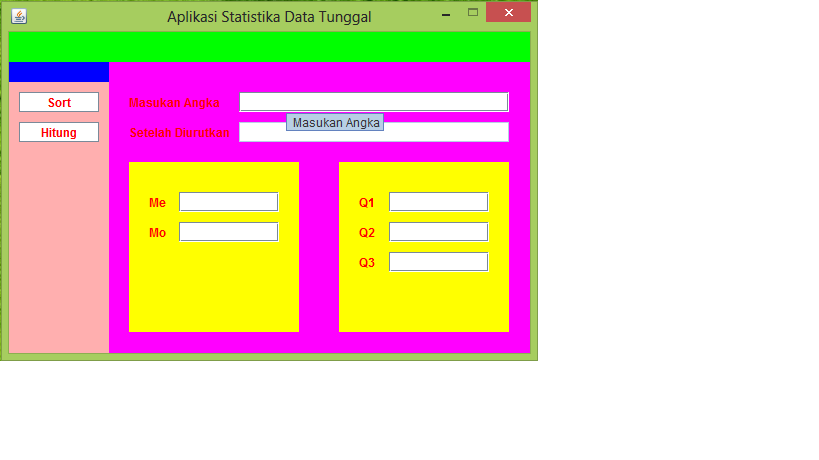 Aplikasi Statistika Data Tunggal
Sort
Masukan Angka
Masukan Angka
Hitung
Setelah Diurutkan
Me
Q1
Mo
Q2
Q3